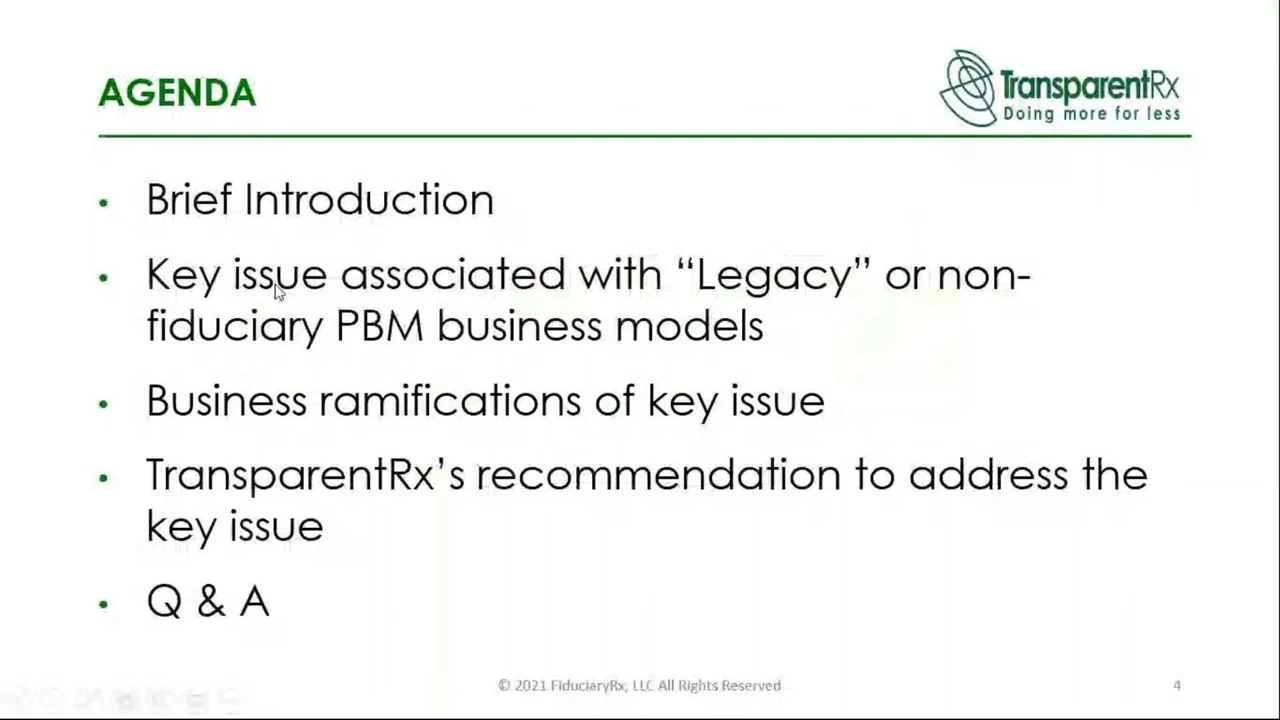 AGENDA
TransparentRx
Doing more for less
• Brief Introduction
• Key issue associated with “Legacy” or non-
fiduciary PBM business models
• Business ramifications of key issue
• TransparentRx’s recommendation to address the
key issue
• Q & A
© 2021 FiduciaryRx, LLC All Rights Reserved
4